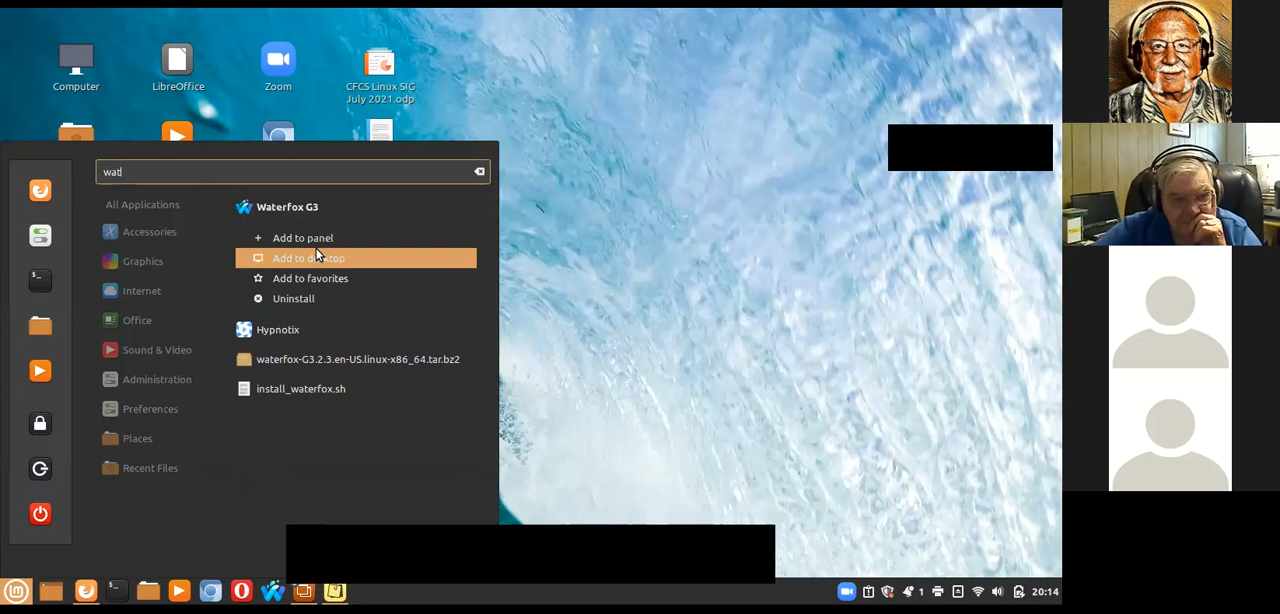 Computer
LibreOffice
Zoom
CFCS Linux SIG
July 2021.odp
wat
All Applications
Accessories
Graphics
Internet
Office
Sound & Video
Administration
Preferences
Places
Recent Files
Waterfox G3
Add to panel
Add to desktop
Add to favorites
Uninstall
Hypnotix
waterfox-G3.2.3.en-US.linux-x86_64.tar.bz2
install_waterfox.sh
1
20:14